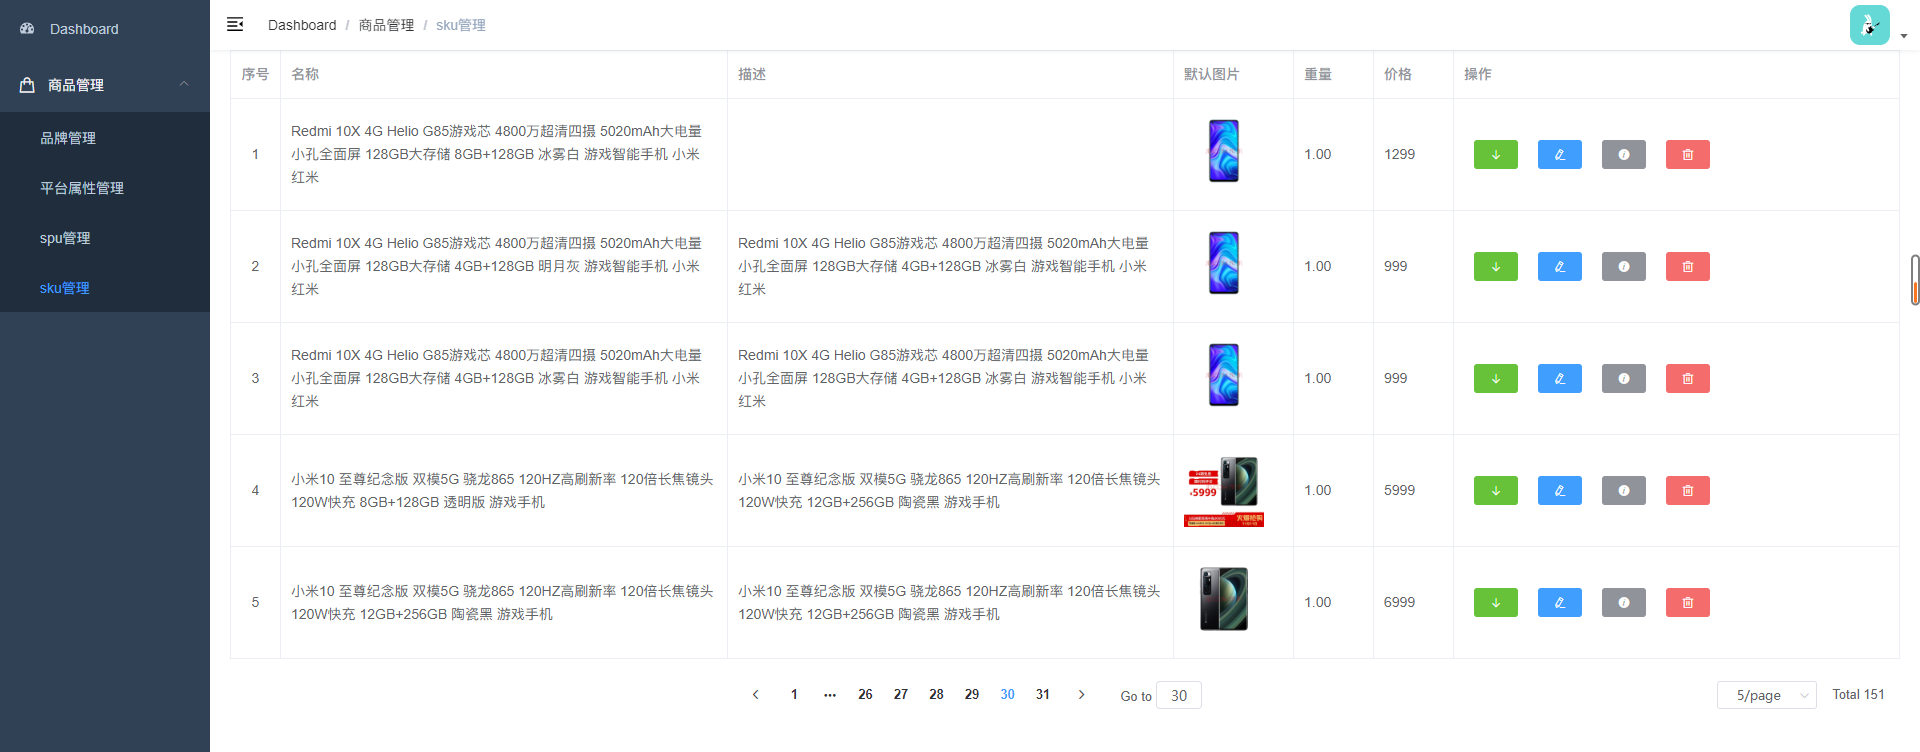 Dashboard
商品管理
品牌管理
平台属性管理
spu管理
sku管理
Dashboard / 商品管理 / sku管理
序号 名称 描述 默认图片 重量 价格 操作
Redmi 10X 4G Helio G85游戏芯 4800万超清四摄 5020mAh大电量
1 小孔全面屏 128GB大存储 8GB+128GB 冰雾白 游戏智能手机 小米 1.00 1299
红米
Redmi 10X 4G Helio G85游戏芯 4800万超清四摄 5020mAh大电量 Redmi 10X 4G Helio G85游戏芯 4800万超清四摄 5020mAh大电量
2 小孔全面屏 128GB大存储 4GB+128GB 明月灰 游戏智能手机 小米 小孔全面屏 128GB大存储 4GB+128GB 冰雾白 游戏智能手机 小米 1.00 999
红米 红米
Redmi 10X 4G Helio G85游戏芯 4800万超清四摄 5020mAh大电量 Redmi 10X 4G Helio G85游戏芯 4800万超清四摄 5020mAh大电量
3 小孔全面屏 128GB大存储 4GB+128GB 冰雾白 游戏智能手机 小米 小孔全面屏 128GB大存储 4GB+128GB 冰雾白 游戏智能手机 小米 1.00 999
红米 红米
小米10 至尊纪念版 双模5G 骁龙865 120HZ高刷新率 120倍长焦镜头 小米10 至尊纪念版 双模5G 骁龙865 120HZ高刷新率 120倍长焦镜头
4 120W快充 8GB+128GB 透明版 游戏手机 120W快充 12GB+256GB 陶瓷黑 游戏手机 5999 1.00 5999
小米10 至尊纪念版 双模5G 骁龙865 120HZ高刷新率 120倍长焦镜头 小米10 至尊纪念版 双模5G 骁龙865 120HZ高刷新率 120倍长焦镜头
5 120W快充 12GB+256GB 陶瓷黑 游戏手机 120W快充 12GB+256GB 陶瓷黑 游戏手机 1.00 6999
1 ••• 26 27 28 29 30 31 Go to 30 5/page Total 151